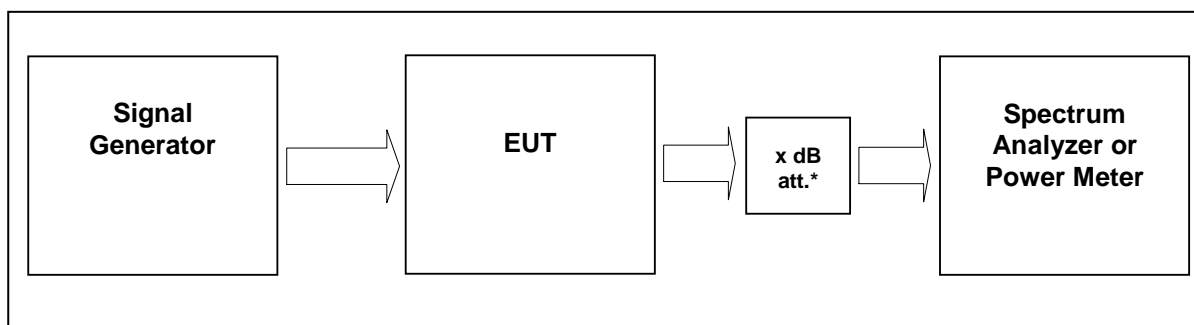 Signal
Generator
EUT
x dB
att.*
Spectrum
Analyzer or
Power Meter